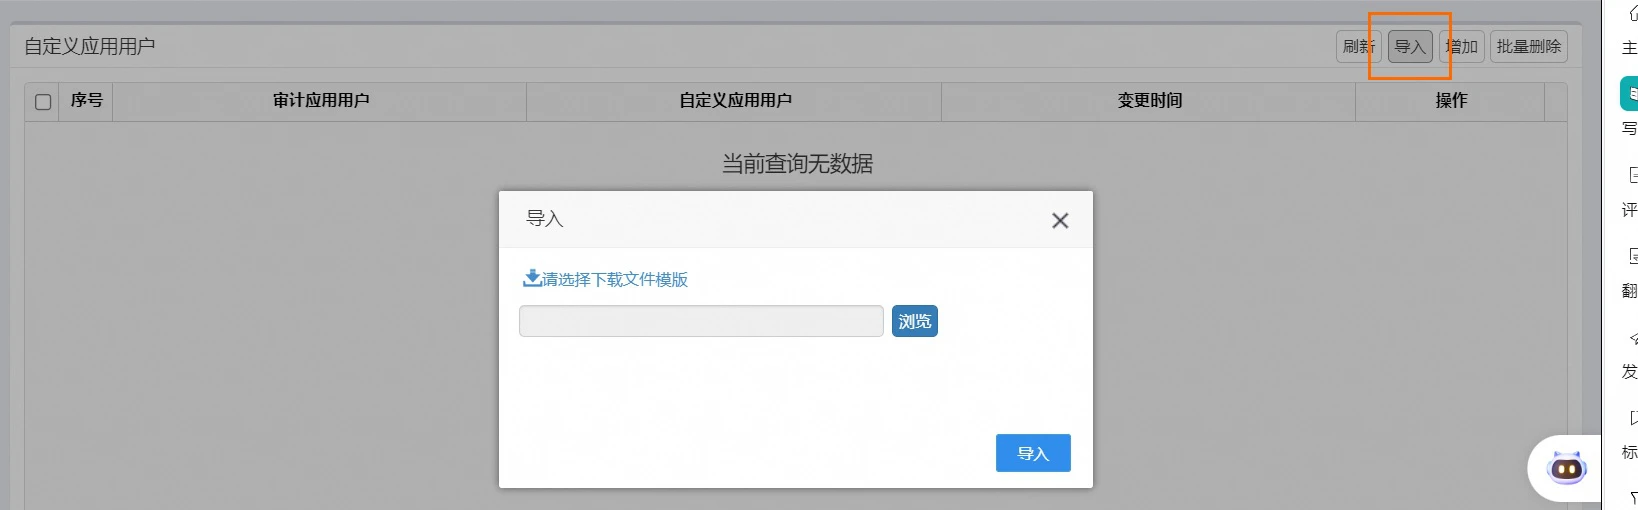 自定义应用用户
刷新 导入 增加 批量删除
序号 审计应用用户 自定义应用用户 变更时间 操作
当前查询无数据
导入
请选择下载文件模版
浏览
导入
主
写
评
翻
发
标